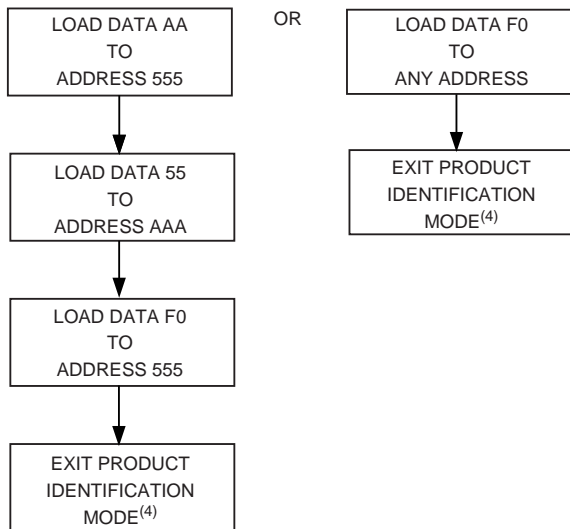 LOAD DATA AA
TO
ADDRESS 555
LOAD DATA 55
TO
ADDRESS AAA
LOAD DATA F0
TO
ADDRESS 555
EXIT PRODUCT
IDENTIFICATION
MODE(4)
OR
LOAD DATA F0
TO
ANY ADDRESS
EXIT PRODUCT
IDENTIFICATION
MODE(4)